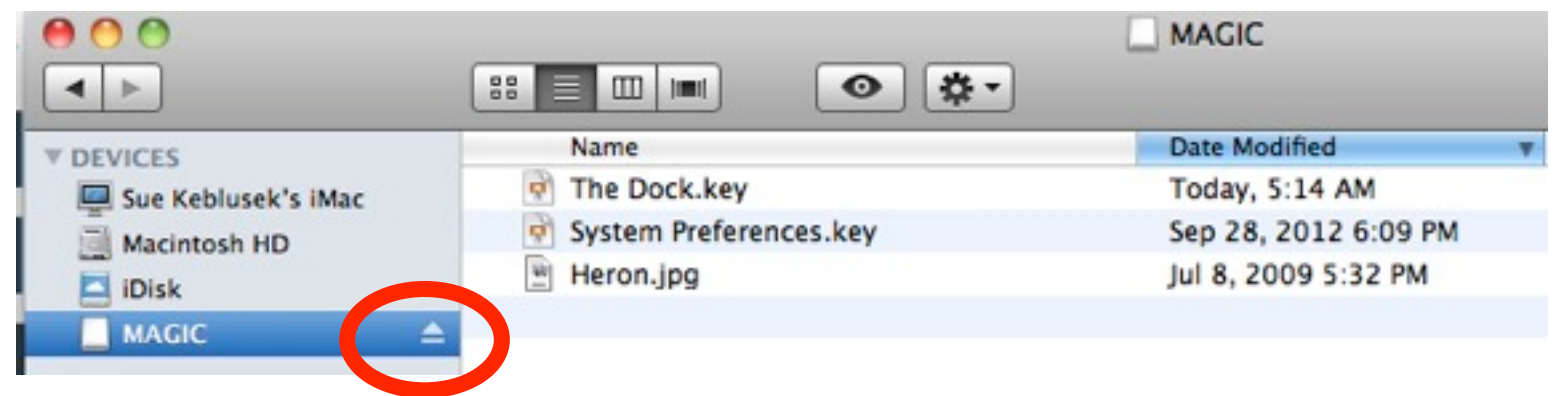 MAGIC
Name Date Modified
DEVICES
The Dock.key Today, 5:14 AM
Sue Keblusek's iMac
System Preferences.key Sep 28, 2012 6:09 PM
Macintosh HD
Heron.jpg Jul 8, 2009 5:32 PM
iDisk
MAGIC